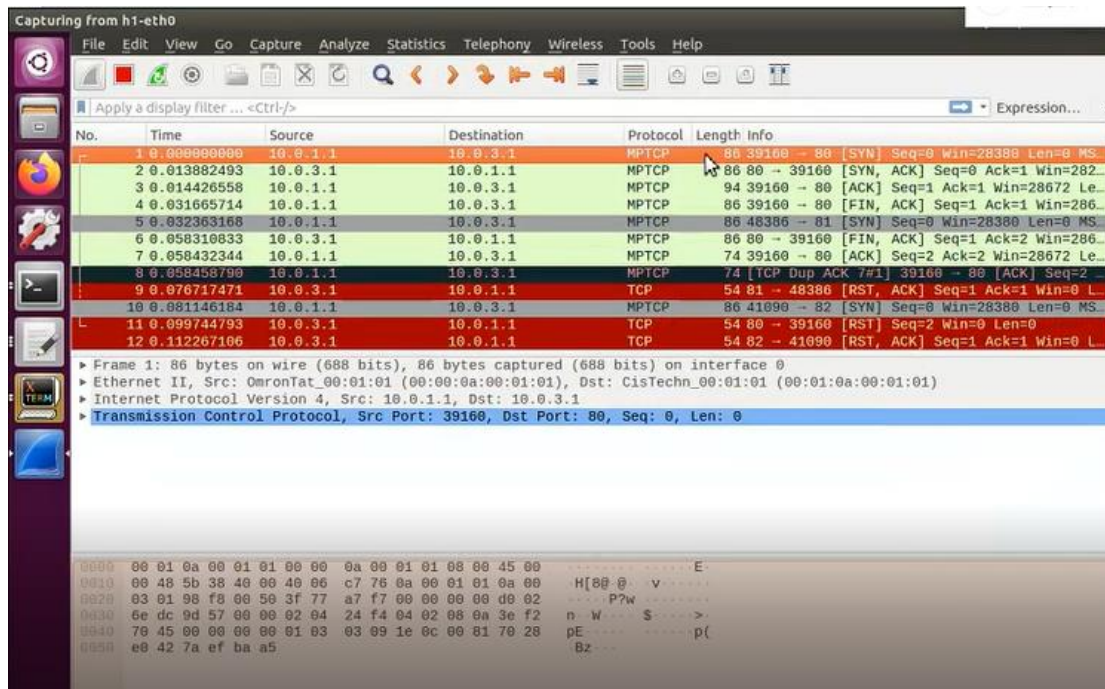 Capturing from h1-eth0
File Edit View Go Capture Analyze Statistics Telephony Wireless Tools Help
Apply a display filter ... <Ctrl-/> Expression...
No. Time Source Destination Protocol Length Info
1 0.000000000 10.0.1.1 10.0.3.1 MPTCP 86 39160 → 80 [SYN] Seq=0 Win=28380 Len=0 MS...
2 0.013882493 10.0.3.1 10.0.1.1 MPTCP 86 80 → 39160 [SYN, ACK] Seq=0 Ack=1 Win=282...
3 0.014426558 10.0.1.1 10.0.3.1 MPTCP 94 39160 → 80 [ACK] Seq=1 Ack=1 Win=28672 Le...
4 0.031665714 10.0.1.1 10.0.3.1 MPTCP 86 39160 → 80 [FIN, ACK] Seq=1 Ack=1 Win=286...
5 0.032363168 10.0.1.1 10.0.3.1 MPTCP 86 48386 → 81 [SYN] Seq=0 Win=28380 Len=0 MS...
6 0.058310833 10.0.3.1 10.0.1.1 MPTCP 86 80 → 39160 [FIN, ACK] Seq=1 Ack=2 Win=286...
7 0.058432344 10.0.1.1 10.0.3.1 MPTCP 74 39160 → 80 [ACK] Seq=2 Ack=2 Win=28672 Le...
8 0.058458790 10.0.1.1 10.0.3.1 MPTCP 74 [TCP Dup ACK 7#1] 39160 → 80 [ACK] Seq=2 ...
9 0.076717471 10.0.3.1 10.0.1.1 TCP 54 81 → 48386 [RST, ACK] Seq=1 Ack=1 Win=0 L...
10 0.081146184 10.0.1.1 10.0.3.1 MPTCP 86 41090 → 82 [SYN] Seq=0 Win=28380 Len=0 MS...
11 0.099744793 10.0.3.1 10.0.1.1 TCP 54 80 → 39160 [RST] Seq=2 Win=0 Len=0
12 0.112267106 10.0.3.1 10.0.1.1 TCP 54 82 → 41090 [RST, ACK] Seq=1 Ack=1 Win=0 L...
Frame 1: 86 bytes on wire (688 bits), 86 bytes captured (688 bits) on interface 0
Ethernet II, Src: OmronTat_00:01:01 (00:00:0a:00:01:01), Dst: CisTechn_00:01:01 (00:01:0a:00:01:01)
Internet Protocol Version 4, Src: 10.0.1.1, Dst: 10.0.3.1
Transmission Control Protocol, Src Port: 39160, Dst Port: 80, Seq: 0, Len: 0
0000 00 01 0a 00 01 01 00 00 0a 00 01 01 08 00 45 00 ·············· E·
0010 00 48 5b 38 40 00 40 06 c7 76 0a 00 01 01 0a 00 ·H[8@·@· ·v······
0020 03 01 98 f8 00 50 3f 77 a7 f7 00 00 00 00 d0 02 ·····P?w ········
0030 6e dc 9d 57 00 00 02 04 24 f4 04 02 08 0a 3e f2 n··W···· $·····>·
0040 70 45 00 00 00 00 01 03 03 09 1e 0c 00 81 70 28 pE······ ······p(
0050 e0 42 7a ef ba a5 ·Bz···
X
TERM